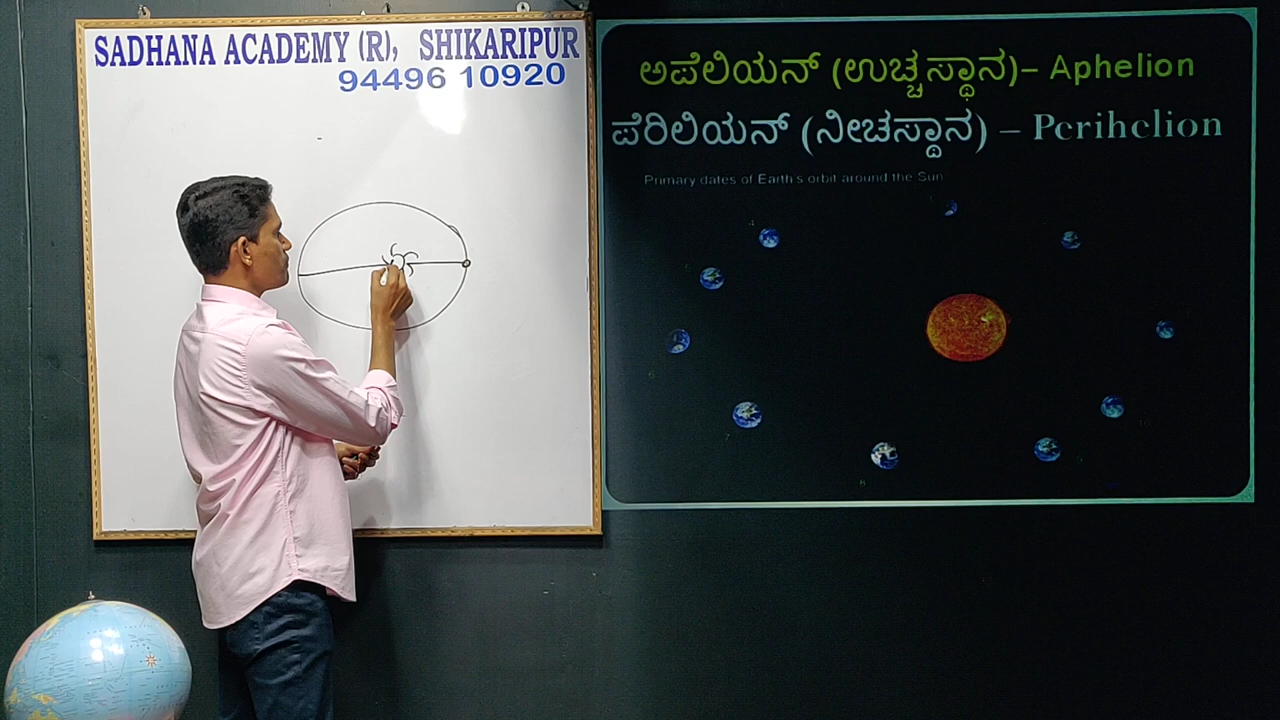 SADHANA ACADEMY (R), SHIKARIPUR
94496 10920
ಅಪೆಲಿಯನ್ (ಉಚ್ಚಸ್ಥಾನ)– Aphelion
ಪೆರಿಲಿಯನ್ (ನೀಚಸ್ಥಾನ) – Perihelion
Primary dates of Earth's orbit around the Sun